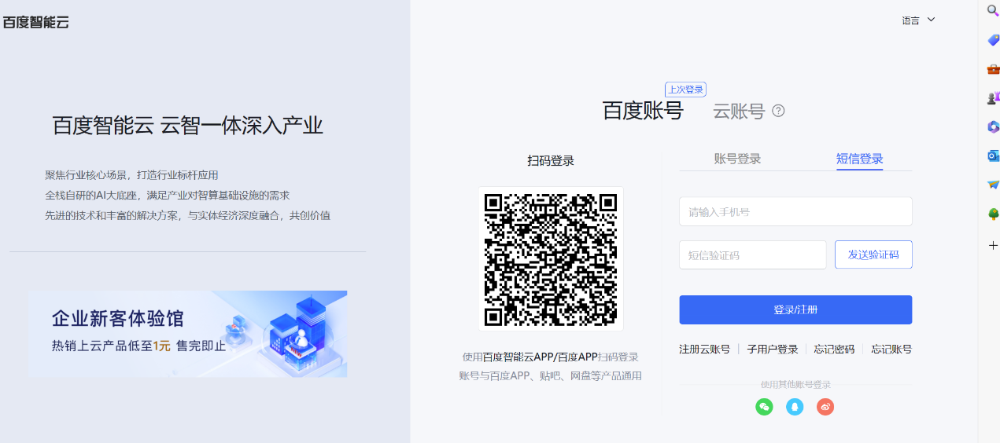 百度智能云
语言
百度智能云 云智一体深入产业
聚焦行业核心场景，打造行业标杆应用
全栈自研的AI大底座，满足产业对智算基础设施的需求
先进的技术和丰富的解决方案，与实体经济深度融合，共创价值
企业新客体验馆
热销上云产品低至1元 售完即止
上次登录
百度账号 云账号
扫码登录
使用百度智能云APP/百度APP扫码登录
账号与百度APP、贴吧、网盘等产品通用
账号登录 短信登录
请输入手机号
短信验证码 发送验证码
登录/注册
注册云账号 | 子用户登录 | 忘记密码 | 忘记账号
使用其他账号登录